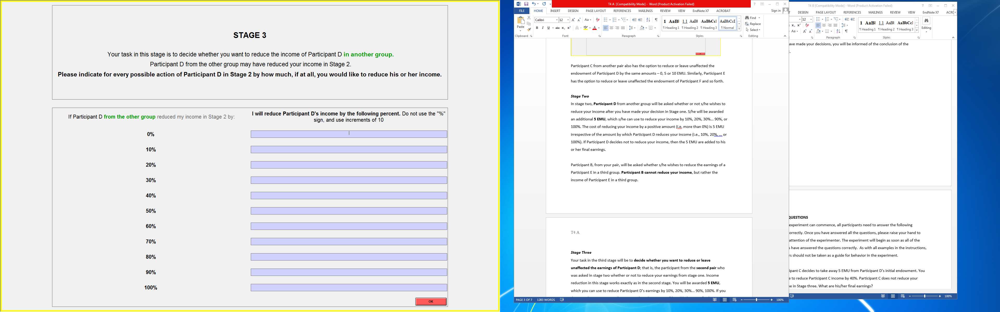 STAGE 3
Your task in this stage is to decide whether you want to reduce the income of Participant D in another group.
Participant D from the other group may have reduced your income in Stage 2.
Please indicate for every possible action of Participant D in Stage 2 by how much, if at all, you would like to reduce his or her income.
If Participant D from the other group reduced my income in Stage 2 by:
I will reduce Participant D's income by the following percent. Do not use the "%"
sign, and use increments of 10
0%
10%
20%
30%
40%
50%
60%
70%
80%
90%
100%
OK
T4 A [Compatibility Mode] - Word (Product Activation Failed)
FILE HOME INSERT DESIGN PAGE LAYOUT REFERENCES MAILINGS REVIEW VIEW EndNote X7 ACROBAT Sign in
Calibri 12
Paste
Clipboard Font Paragraph Styles Editing
1 AaBl 1.1 AaBl AaBbCcl AaBbCcI
¶ Heading 1 ¶ Heading 2 ¶ Heading 3 ¶ Normal
Find
Replace
Select
Participant C from another pair also has the option to reduce or leave unaffected the
endowment of Participant D by the same amounts – 0, 5 or 10 EMU. Similarly, Participant E
has the option to reduce or leave unaffected the endowment of Participant F and so forth.
Stage Two
In stage two, Participant D from another group will be asked whether or not s/he wishes to
reduce your income after you have made your decision in Stage one. S/he will be awarded
an additional 5 EMU, which s/he can use to reduce your income by 10%, 20%, 30%... 90%, or
100%. The cost of reducing your income by a positive amount (i.e, more than 0%) is 5 EMU
irrespective of the amount by which Participant D reduces your income (i.e., 10%, 20%, ... or
100%). If Participant D decides not to reduce your income, then the 5 EMU are added to his
or her final earnings.
Participant B, from your pair, will be asked whether s/he wishes to reduce the earnings of a
Participant E in a third group. Participant B cannot reduce your income, but rather the
income of Participant E in a third group.
T4 A
Stage Three
Your task in the third stage will be to decide whether you want to reduce or leave
unaffected the earnings of Participant D; that is, the participant from the second pair who
was asked in stage two whether or not to reduce your earnings from stage one. Income
reduction in this stage works exactly as in the second stage. You will be awarded 5 EMU,
which you can use to reduce Participant D's earnings by 10%, 20%, 30%... 90%, 100%. If you
PAGE 3 OF 7 1283 WORDS 100%
T4 B [Compatibility Mode] - Word (Product Activation Failed)
DESIGN PAGE LAYOUT REFERENCES MAILINGS REVIEW VIEW EndNote X7 ACR
12
1 AaBl 1.1 AaBl AaBbCcl
¶ Heading 1 ¶ Heading 2 ¶ Heading 3
Editing
Paragraph Styles
ave made your decisions, you will be informed of the conclusion of the
QUESTIONS
experiment can commence, all participants need to answer the following
orrectly. Once you have answered all the questions, please raise your hand to
attention of the experimenter. The experiment will begin as soon as all of the
s have answered the questions correctly. As with all examples in the instructions,
rs should not be taken as a guide for behavior in the experiment.
ipant C decides to take away 5 EMU from Participant D's initial endowment. You
e to reduce Participant C income by 40%. Participant C does not reduce your
e in Stage three. What are his/her final earnings?
100%